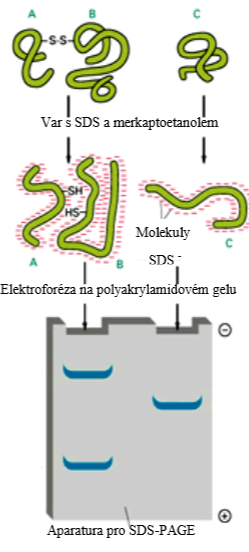 A B C
-S-S-
Var s SDS a merkaptoetanolem
-SH
HS-
Molekuly
SDS -
A B C
Elektroforéza na polyakrylamidovém gelu
−
+
Aparatura pro SDS-PAGE